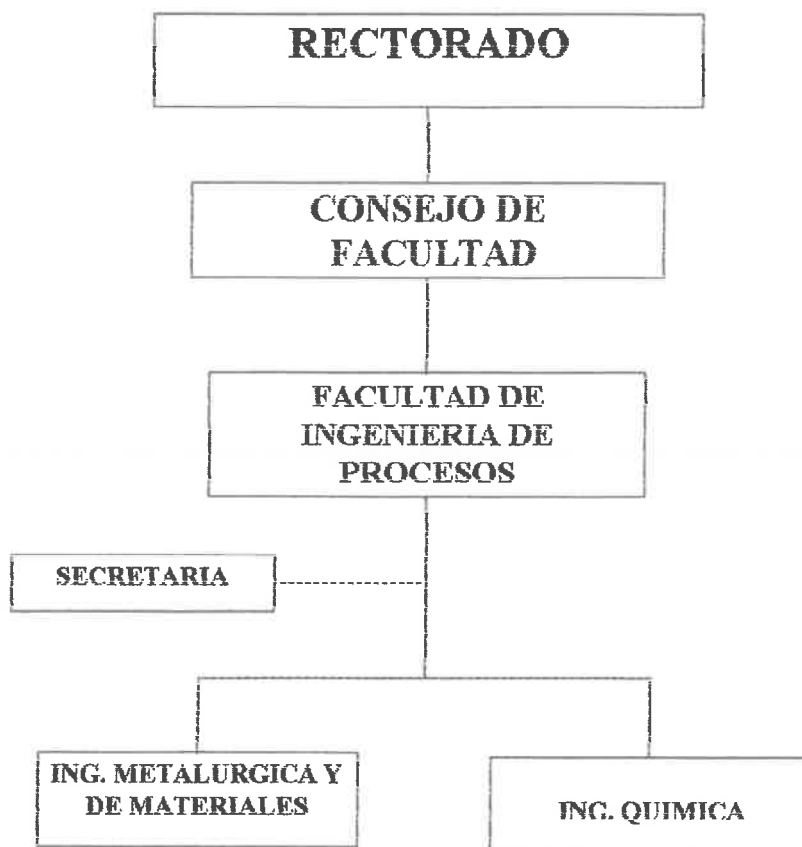 RECTORADO
CONSEJO DE
FACULTAD
FACULTAD DE
INGENIERIA DE
PROCESOS
SECRETARIA
ING. METALURGICA Y
DE MATERIALES
ING. QUIMICA